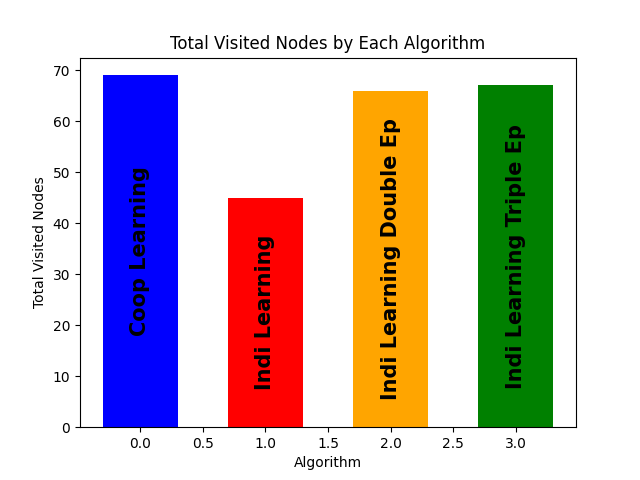 Total Visited Nodes by Each Algorithm
Total Visited Nodes
70
60
50
40
30
20
10
0
Coop Learning
Indi Learning
Indi Learning Double Ep
Indi Learning Triple Ep
0.0 0.5 1.0 1.5 2.0 2.5 3.0
Algorithm